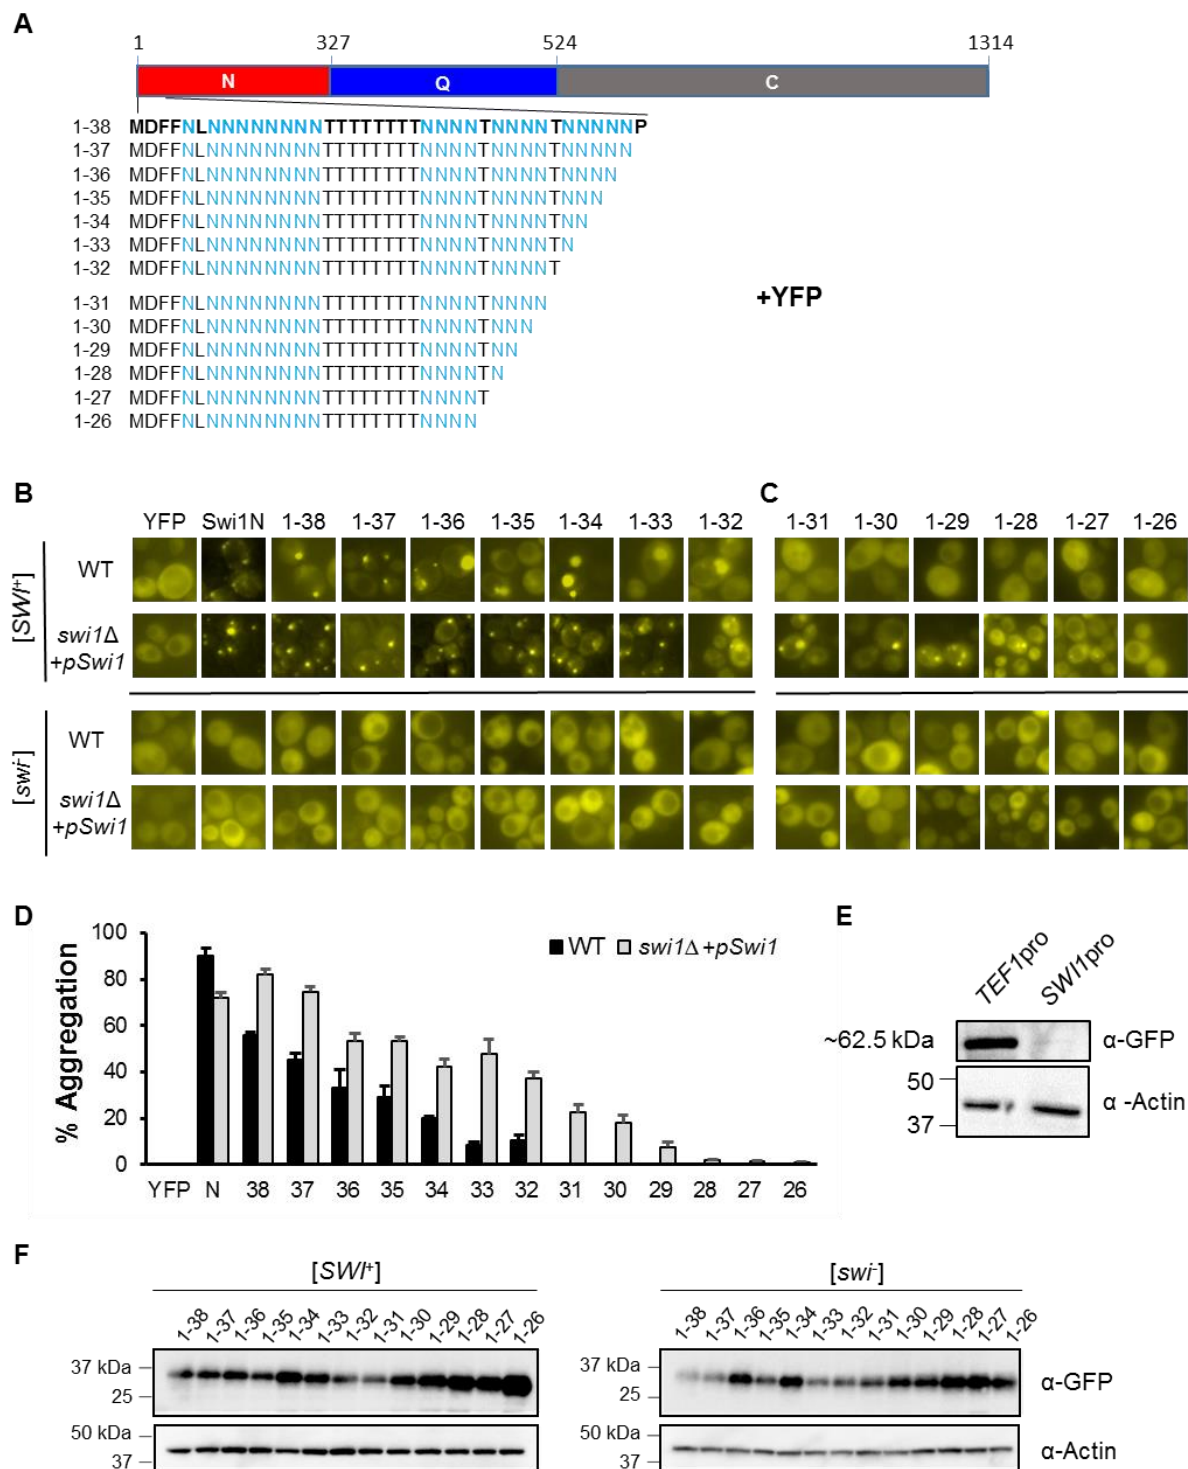 A
1 327 524 1314
N Q C
1-38 MDFFNLNNNNNNNNTTTTTTTTNNNNTNNNNTNNNNNP
1-37 MDFFNLNNNNNNNNTTTTTTTTNNNNTNNNNTNNNNN
1-36 MDFFNLNNNNNNNNTTTTTTTTNNNNTNNNNTNNNN
1-35 MDFFNLNNNNNNNNTTTTTTTTNNNNTNNNNTNNN
1-34 MDFFNLNNNNNNNNTTTTTTTTNNNNTNNNNTNN
1-33 MDFFNLNNNNNNNNTTTTTTTTNNNNTNNNNTN
1-32 MDFFNLNNNNNNNNTTTTTTTTNNNNTNNNNT
1-31 MDFFNLNNNNNNNNTTTTTTTTNNNNTNNNN
1-30 MDFFNLNNNNNNNNTTTTTTTTNNNNTNNN
1-29 MDFFNLNNNNNNNNTTTTTTTTNNNNTNN
1-28 MDFFNLNNNNNNNNTTTTTTTTNNNNTN
1-27 MDFFNLNNNNNNNNTTTTTTTTNNNNT
1-26 MDFFNLNNNNNNNNTTTTTTTTNNNN
+YFP
B
YFP Swi1N 1-38 1-37 1-36 1-35 1-34 1-33 1-32
[SWI⁺]
WT
swi1Δ
+pSwi1
[swi⁻]
WT
swi1Δ
+pSwi1
C
1-31 1-30 1-29 1-28 1-27 1-26
D
% Aggregation
100
80
60
40
20
0
WT swi1Δ+pSwi1
YFP N 38 37 36 35 34 33 32 31 30 29 28 27 26
E
TEF1pro SWI1pro
~62.5 kDa α-GFP
50
37
α -Actin
F
[SWI⁺]
1-38 1-37 1-36 1-35 1-34 1-33 1-32 1-31 1-30 1-29 1-28 1-27 1-26
37 kDa
25
50 kDa
37
[swi⁻]
1-38 1-37 1-36 1-35 1-34 1-33 1-32 1-31 1-30 1-29 1-28 1-27 1-26
37 kDa
25
α-GFP
50 kDa
37
α-Actin